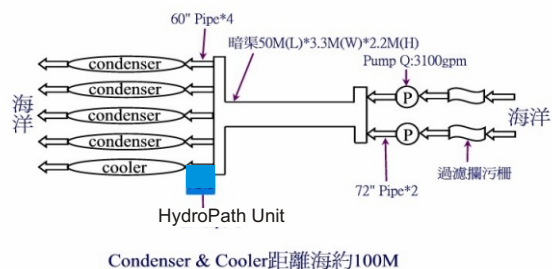 60" Pipe*4
暗渠50M(L)*3.3M(W)*2.2M(H)
Pump Q:3100gpm
condenser
condenser
condenser
condenser
cooler
海洋
P
P
海洋
72" Pipe*2
過濾攔污柵
HydroPath Unit
Condenser & Cooler距離海約100M